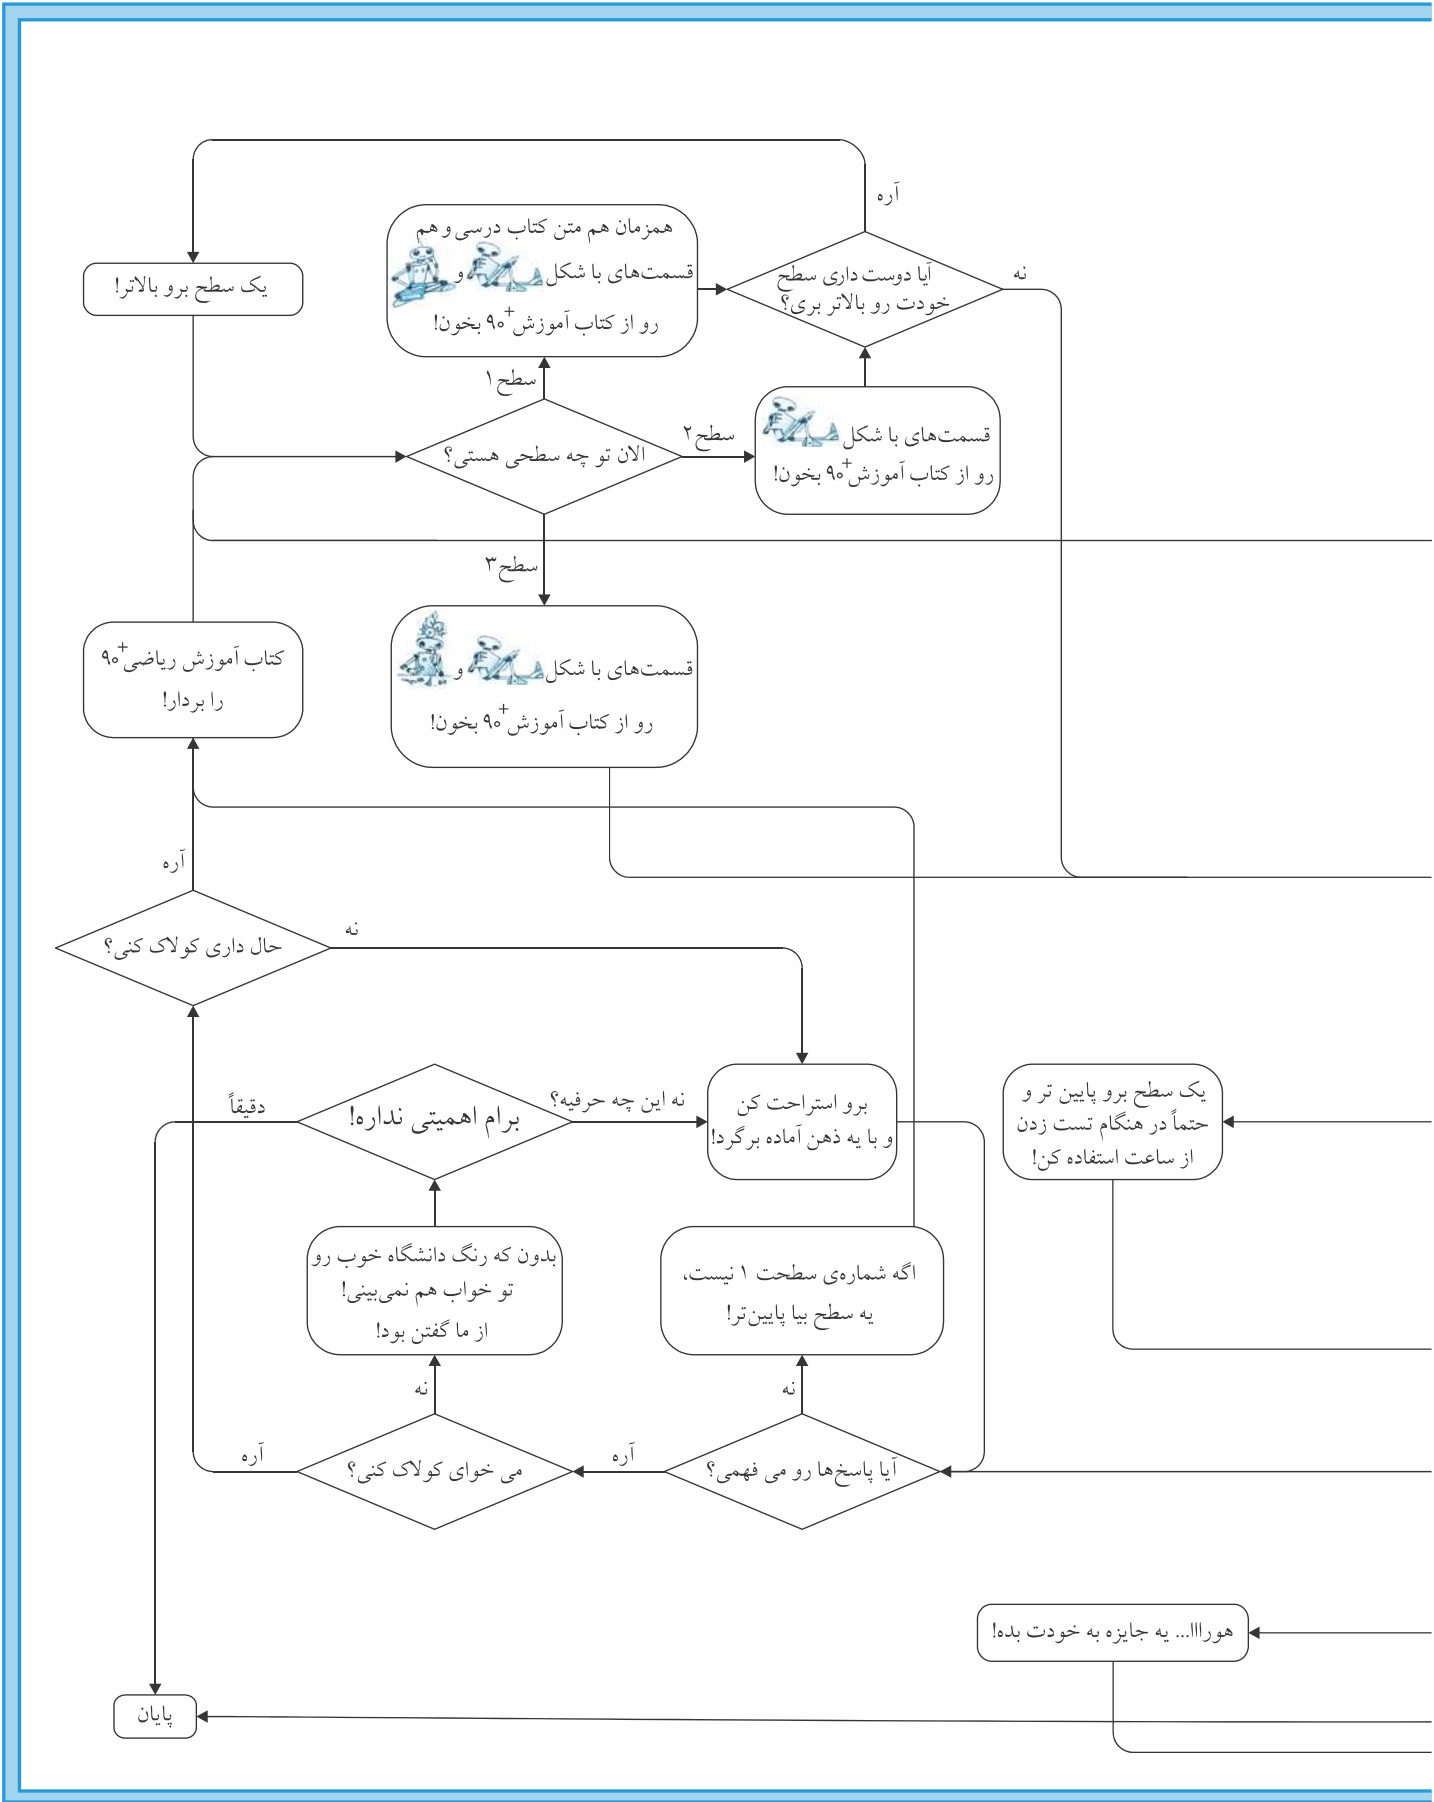 آره
همزمان هم متن کتاب درسی و هم
قسمت‌های با شکل و
رو از کتاب آموزش ۹۰+ بخون!
آیا دوست داری سطح
خودت رو بالاتر بری؟
نه
یک سطح برو بالاتر!
سطح ۱
الان تو چه سطحی هستی؟
سطح ۲
قسمت‌های با شکل
رو از کتاب آموزش ۹۰+ بخون!
سطح ۳
قسمت‌های با شکل و
رو از کتاب آموزش ۹۰+ بخون!
کتاب آموزش ریاضی ۹۰+
را بردار!
آره
حال داری کولاک کنی؟
نه
یک سطح برو پایین تر و
حتماً در هنگام تست زدن
از ساعت استفاده کن!
برو استراحت کن
و با یه ذهن آماده برگرد!
نه این چه حرفیه؟
برام اهمیتی نداره!
دقیقاً
اگه شماره‌ی سطحت ۱ نیست،
یه سطح بیا پایین‌تر!
بدون که رنگ دانشگاه خوب رو
تو خواب هم نمی‌بینی!
از ما گفتن بود!
نه
نه
آیا پاسخ‌ها رو می فهمی؟
آره
می خوای کولاک کنی؟
آره
هوراااا... یه جایزه به خودت بده!
پایان